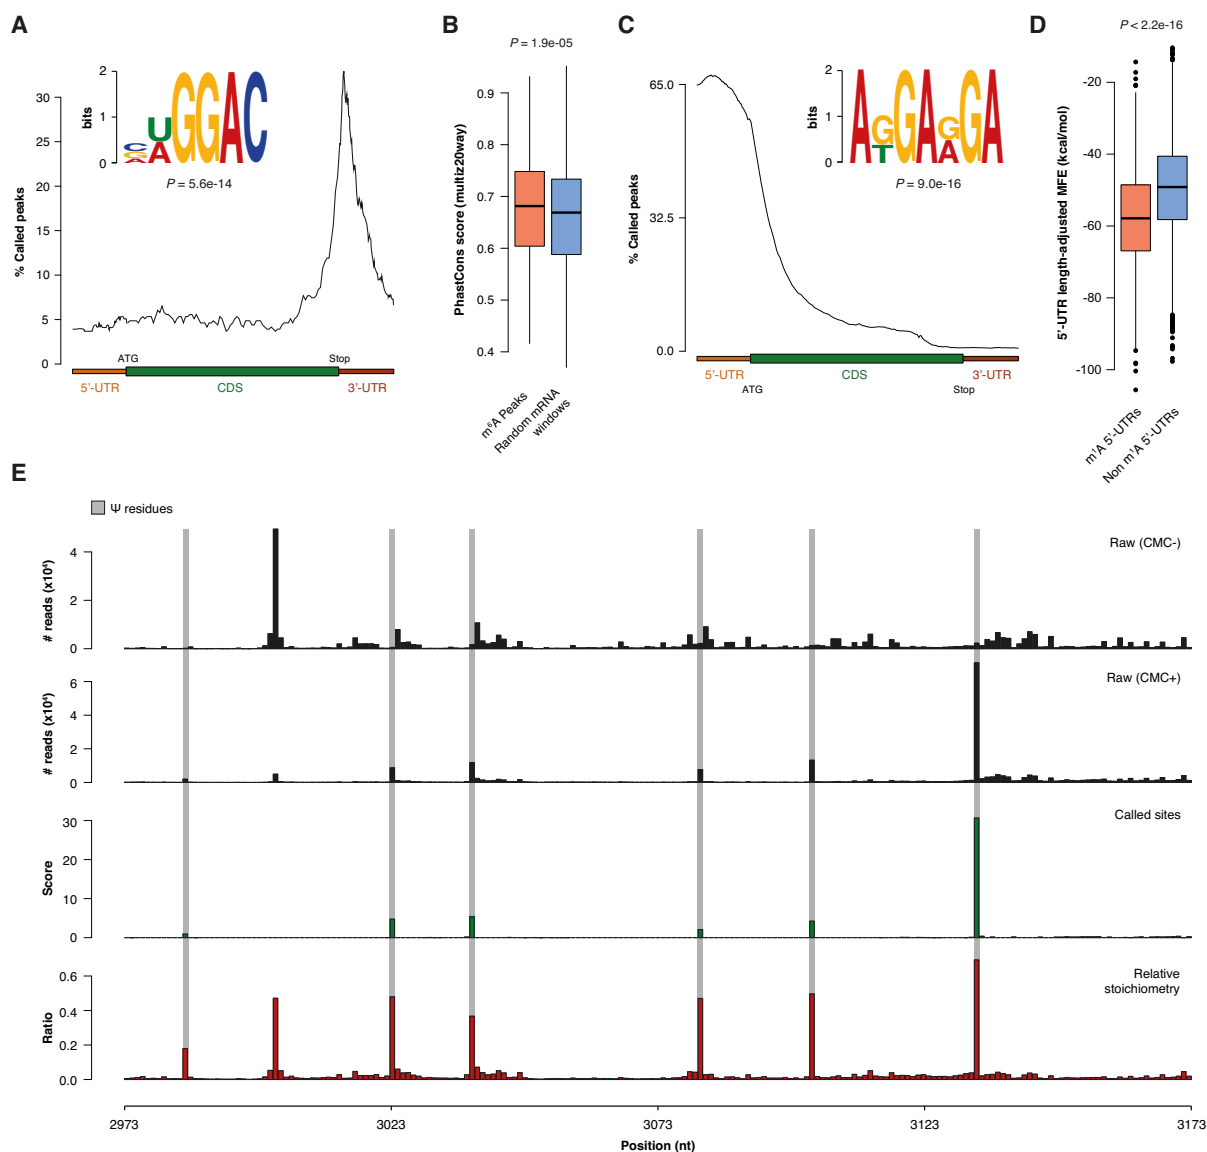 A
B
C
D
P = 1.9e-05
P < 2.2e-16
2
1
0
bits
C
G
A
U
A
GGAC
P = 5.6e-14
30
25
20
15
10
5
0
% Called peaks
ATG
Stop
5'-UTR
CDS
3'-UTR
0.9
0.8
0.7
0.6
0.5
0.4
PhastCons score (multiz20way)
m⁶A Peaks
Random mRNA
windows
65.0
32.5
0.0
% Called peaks
2
1
0
bits
A
G
T
GA
G
A
GA
P = 9.0e-16
5'-UTR
CDS
3'-UTR
ATG
Stop
-20
-40
-60
-80
-100
5'-UTR length-adjusted MFE (kcal/mol)
m¹A 5'-UTRs
Non m¹A 5'-UTRs
E
Ψ residues
Raw (CMC-)
4
2
0
# reads (x10⁴)
Raw (CMC+)
6
4
2
0
# reads (x10⁴)
Called sites
30
20
10
0
Score
Relative
stoichiometry
0.6
0.4
0.2
0.0
Ratio
2973
3023
3073
3123
3173
Position (nt)